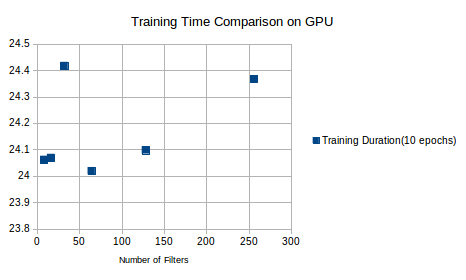 Training Time Comparison on GPU
24.5
24.4
24.3
24.2
24.1
24
23.9
23.8
0 50 100 150 200 250 300
Number of Filters
Training Duration(10 epochs)